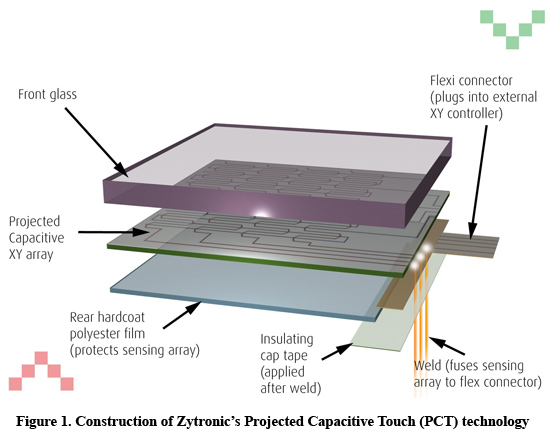 Front glass
Flexi connector
(plugs into external
XY controller)
Projected
Capacitive
XY array
Rear hardcoat
polyester film
(protects sensing array)
Insulating
cap tape
(applied
after weld)
Weld (fuses sensing
array to flex connector)
Figure 1. Construction of Zytronic's Projected Capacitive Touch (PCT) technology